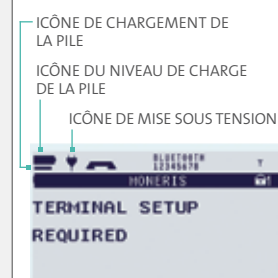 ICÔNE DE CHARGEMENT DE
LA PILE
ICÔNE DU NIVEAU DE CHARGE
DE LA PILE
ICÔNE DE MISE SOUS TENSION
BLUETOOTH
12345678
T
MONERIS
TERMINAL SETUP
REQUIRED